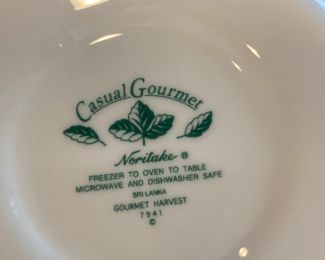 Casual Gourmet
Noritake ®
FREEZER TO OVEN TO TABLE
MICROWAVE AND DISHWASHER SAFE
SRI LANKA
GOURMET HARVEST
7941
©